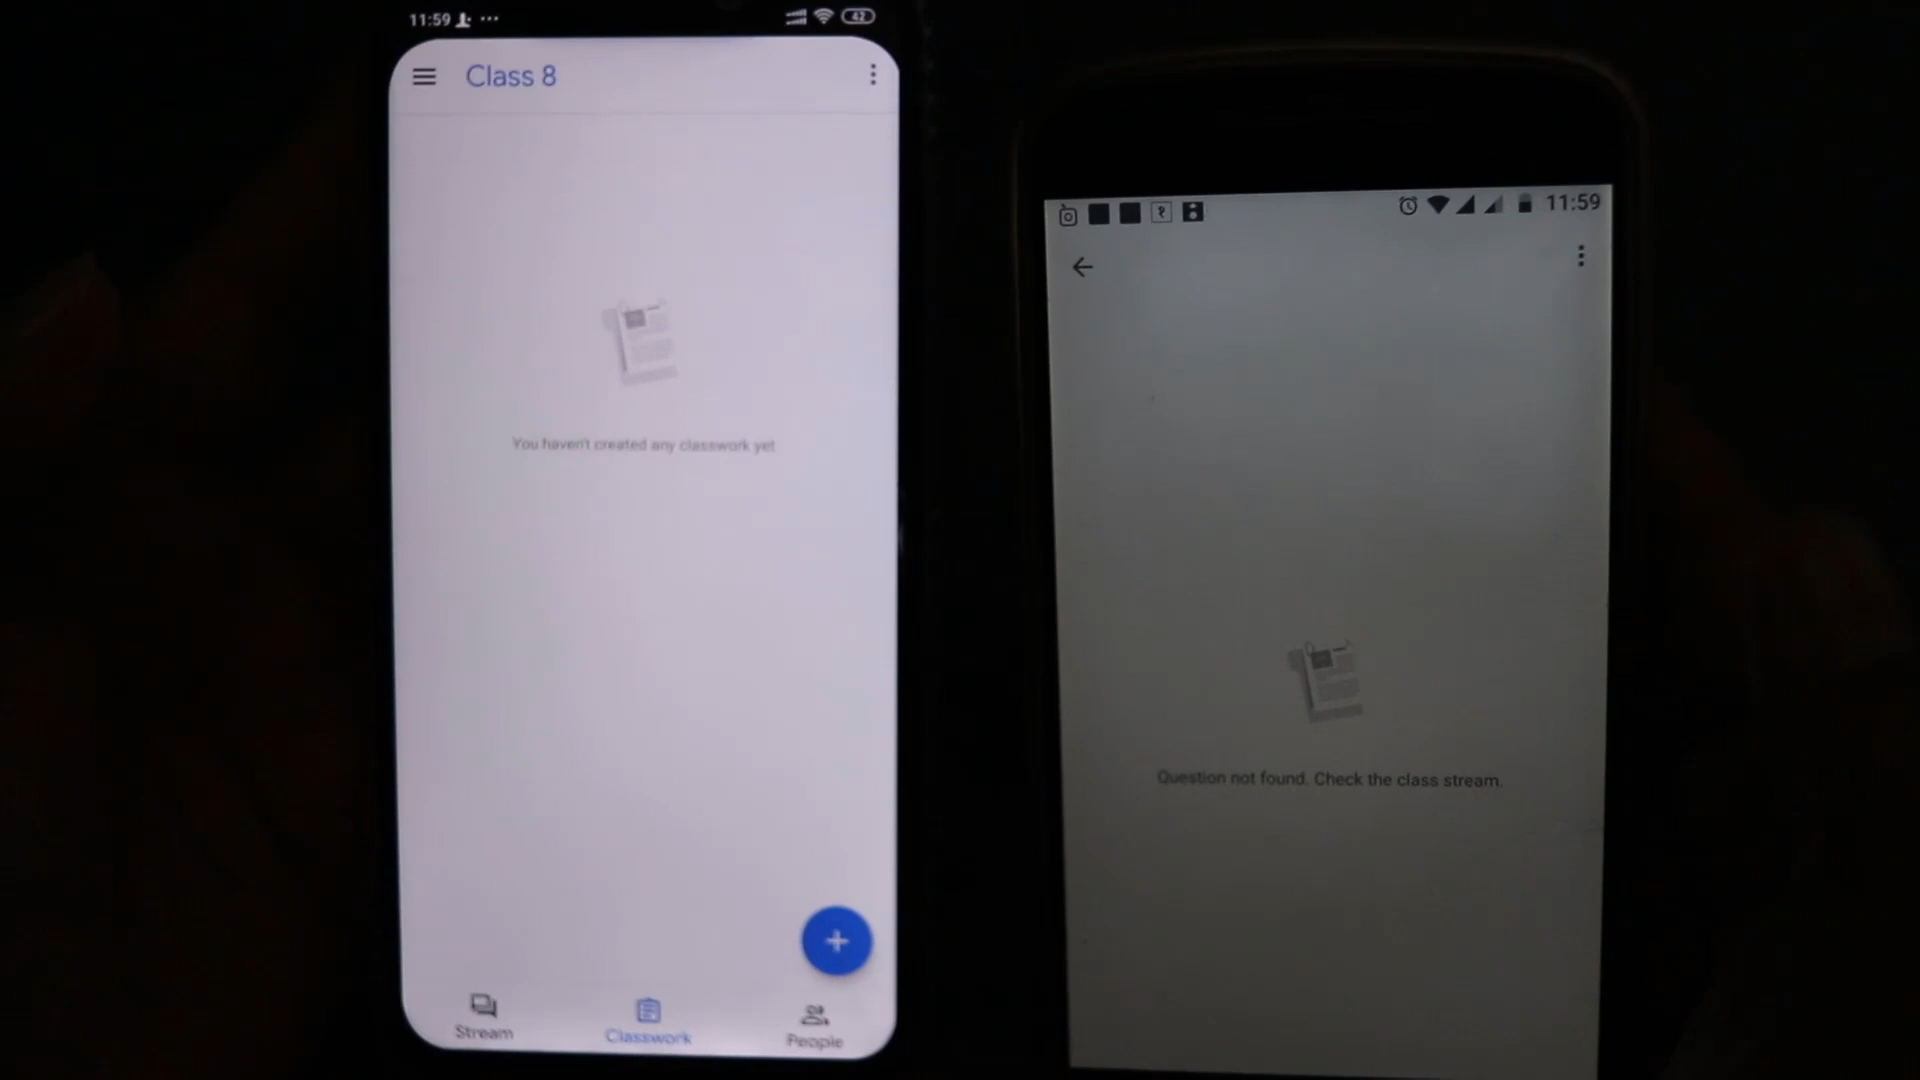 11:59
42
Class 8
You haven't created any classwork yet
Stream
Classwork
People
11:59
Question not found. Check the class stream.